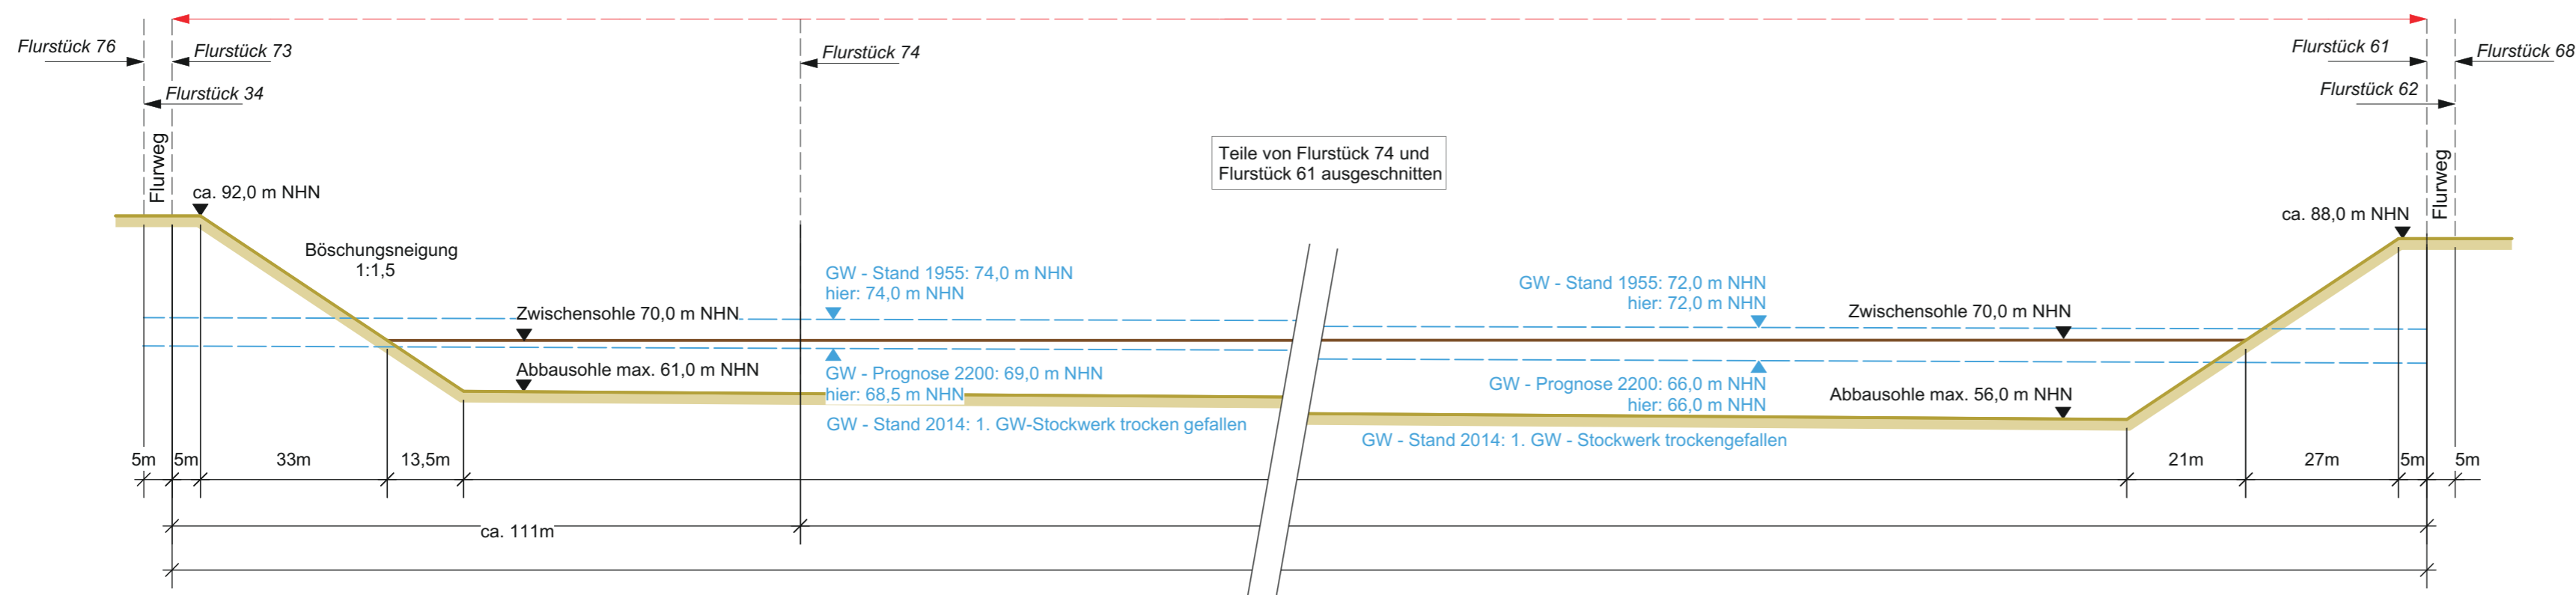 Flurstück 76
Flurstück 73
Flurstück 34
Flurstück 74
Flurstück 61
Flurstück 68
Flurstück 62
Flurweg
Flurweg
Teile von Flurstück 74 und
Flurstück 61 ausgeschnitten
ca. 92,0 m NHN
ca. 88,0 m NHN
Böschungsneigung
1:1,5
GW - Stand 1955: 74,0 m NHN
hier: 74,0 m NHN
GW - Stand 1955: 72,0 m NHN
hier: 72,0 m NHN
Zwischensohle 70,0 m NHN
Zwischensohle 70,0 m NHN
Abbausohle max. 61,0 m NHN
GW - Prognose 2200: 69,0 m NHN
hier: 68,5 m NHN
GW - Prognose 2200: 66,0 m NHN
hier: 66,0 m NHN
Abbausohle max. 56,0 m NHN
GW - Stand 2014: 1. GW-Stockwerk trocken gefallen
GW - Stand 2014: 1. GW - Stockwerk trockengefallen
5m
5m
33m
13,5m
21m
27m
5m
5m
ca. 111m